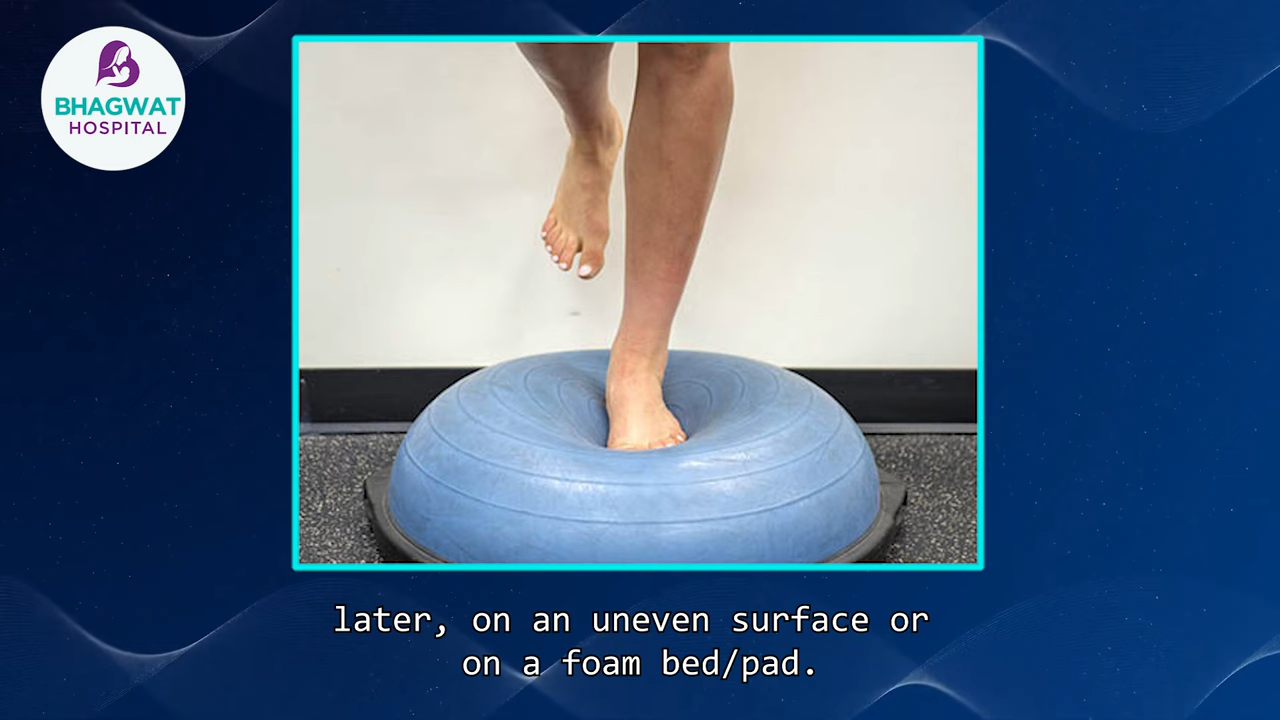 BHAGWAT
HOSPITAL
later, on an uneven surface or
on a foam bed/pad.